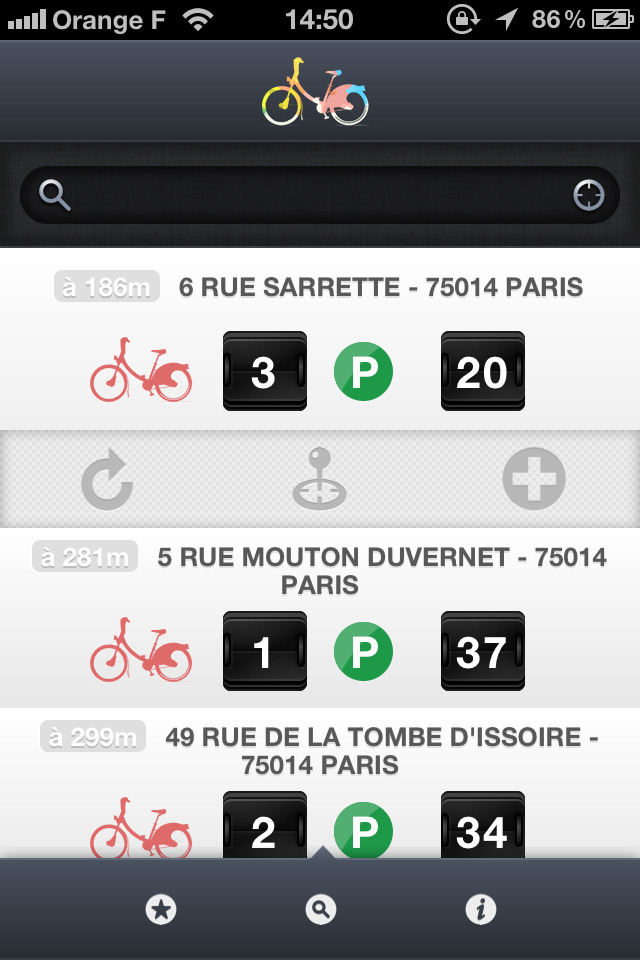 Orange F 14:50 86 %
à 186m 6 RUE SARRETTE - 75014 PARIS
3 P 20
à 281m 5 RUE MOUTON DUVERNET - 75014
PARIS
1 P 37
à 299m 49 RUE DE LA TOMBE D'ISSOIRE -
75014 PARIS
2 P 34
i